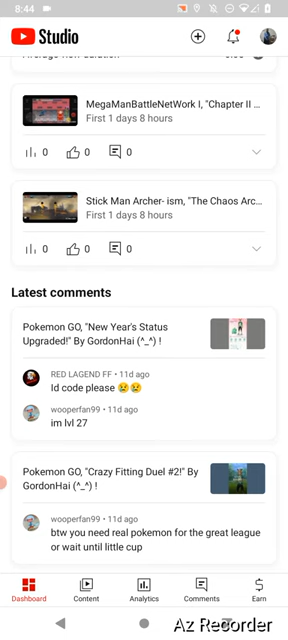 8:44
Studio
MegaManBattleNetWork I, "Chapter II ...
First 1 days 8 hours
0 0 0
Stick Man Archer- ism, "The Chaos Arc...
First 1 days 8 hours
0 0 0
Latest comments
Pokemon GO, "New Year's Status
Upgraded!" By GordonHai (^_^) !
RED LAGEND FF • 11d ago
Id code please 😢😢
wooperfan99 • 11d ago
im lvl 27
Pokemon GO, "Crazy Fitting Duel #2!" By
GordonHai (^_^) !
wooperfan99 • 11d ago
btw you need real pokemon for the great league
or wait until little cup
Dashboard Content Analytics Comments Earn
Az Recorder